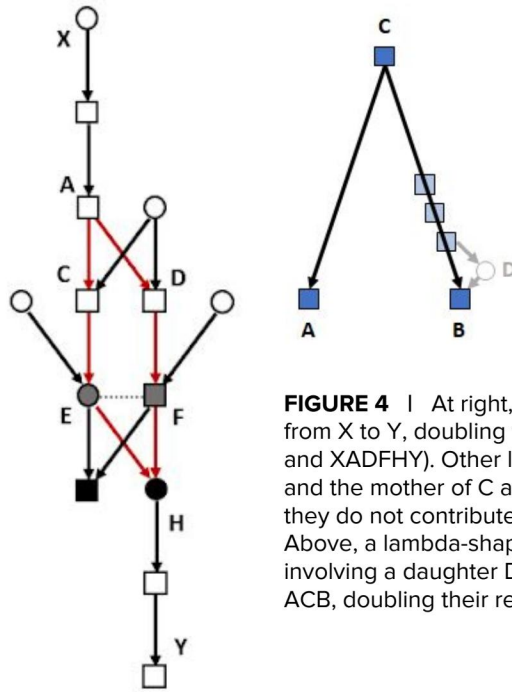 X
A
C
D
E
F
H
Y
C
D
A
B
FIGURE 4 | At right,
from X to Y, doubling
and XADFHY). Other
and the mother of C
they do not contribute
Above, a lambda-shap
involving a daughter
ACB, doubling their